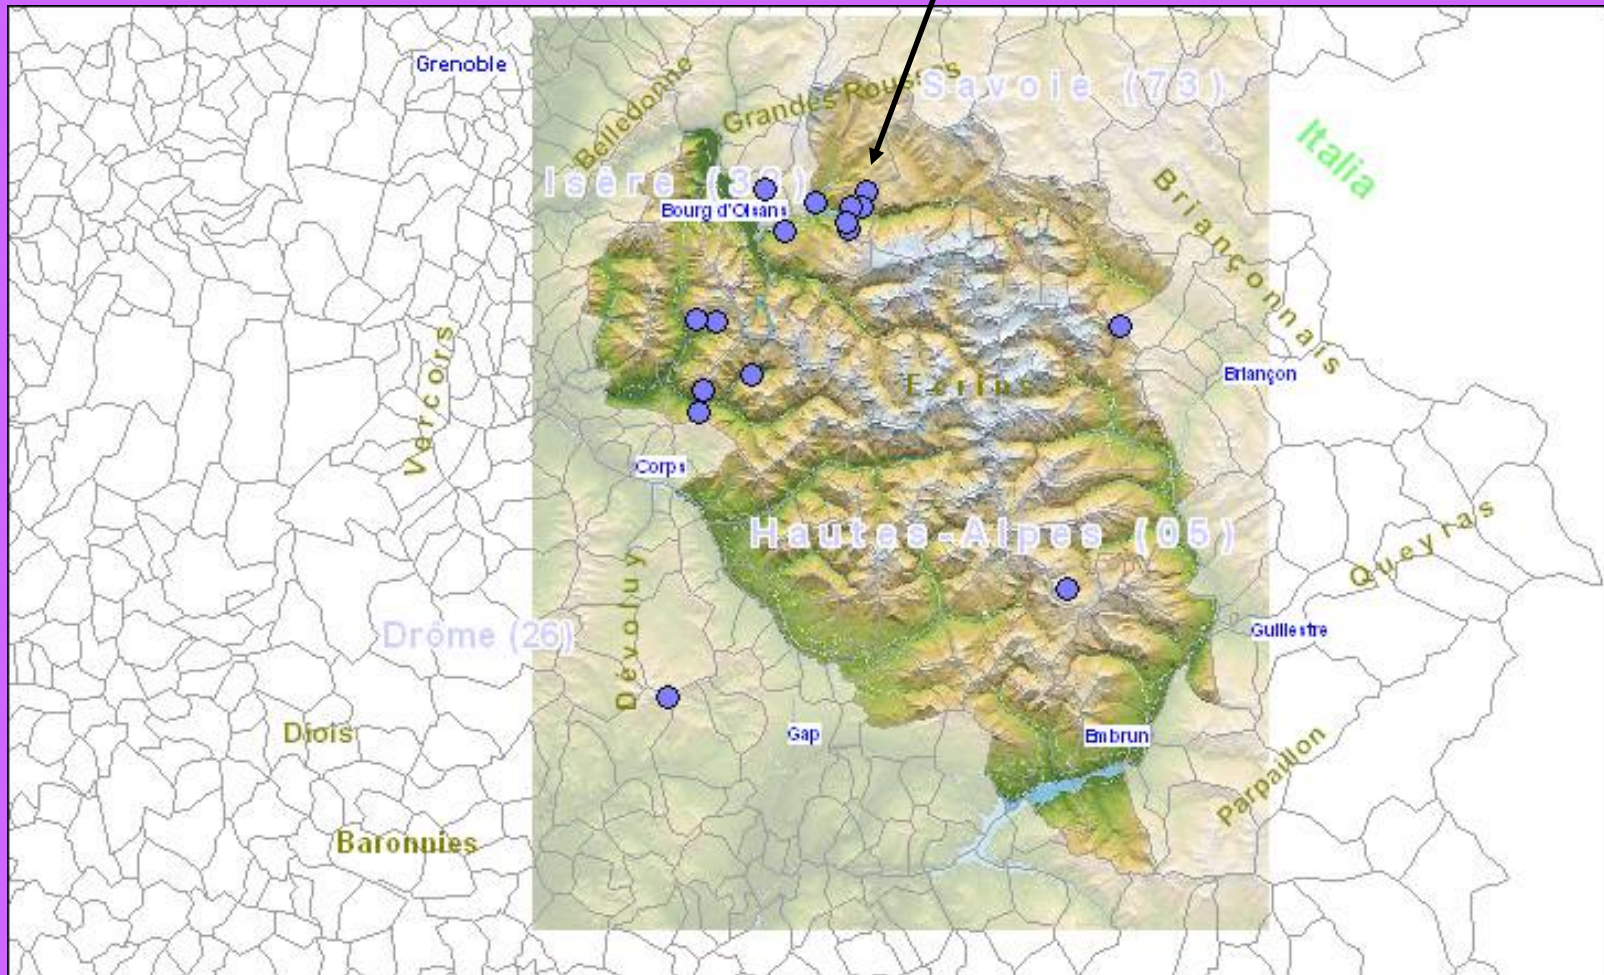 Grenoble
Belledonne
Grandes Rousses
Savoie (73)
Italia
Isère (38)
Bourg d'Oisans
Briançonnais
Vercors
Ecrins
Briançon
Corps
Hautes-Alpes (05)
Queyras
Dévoluy
Drôme (26)
Guillestre
Diois
Gap
Embrun
Parpaillon
Baronnies